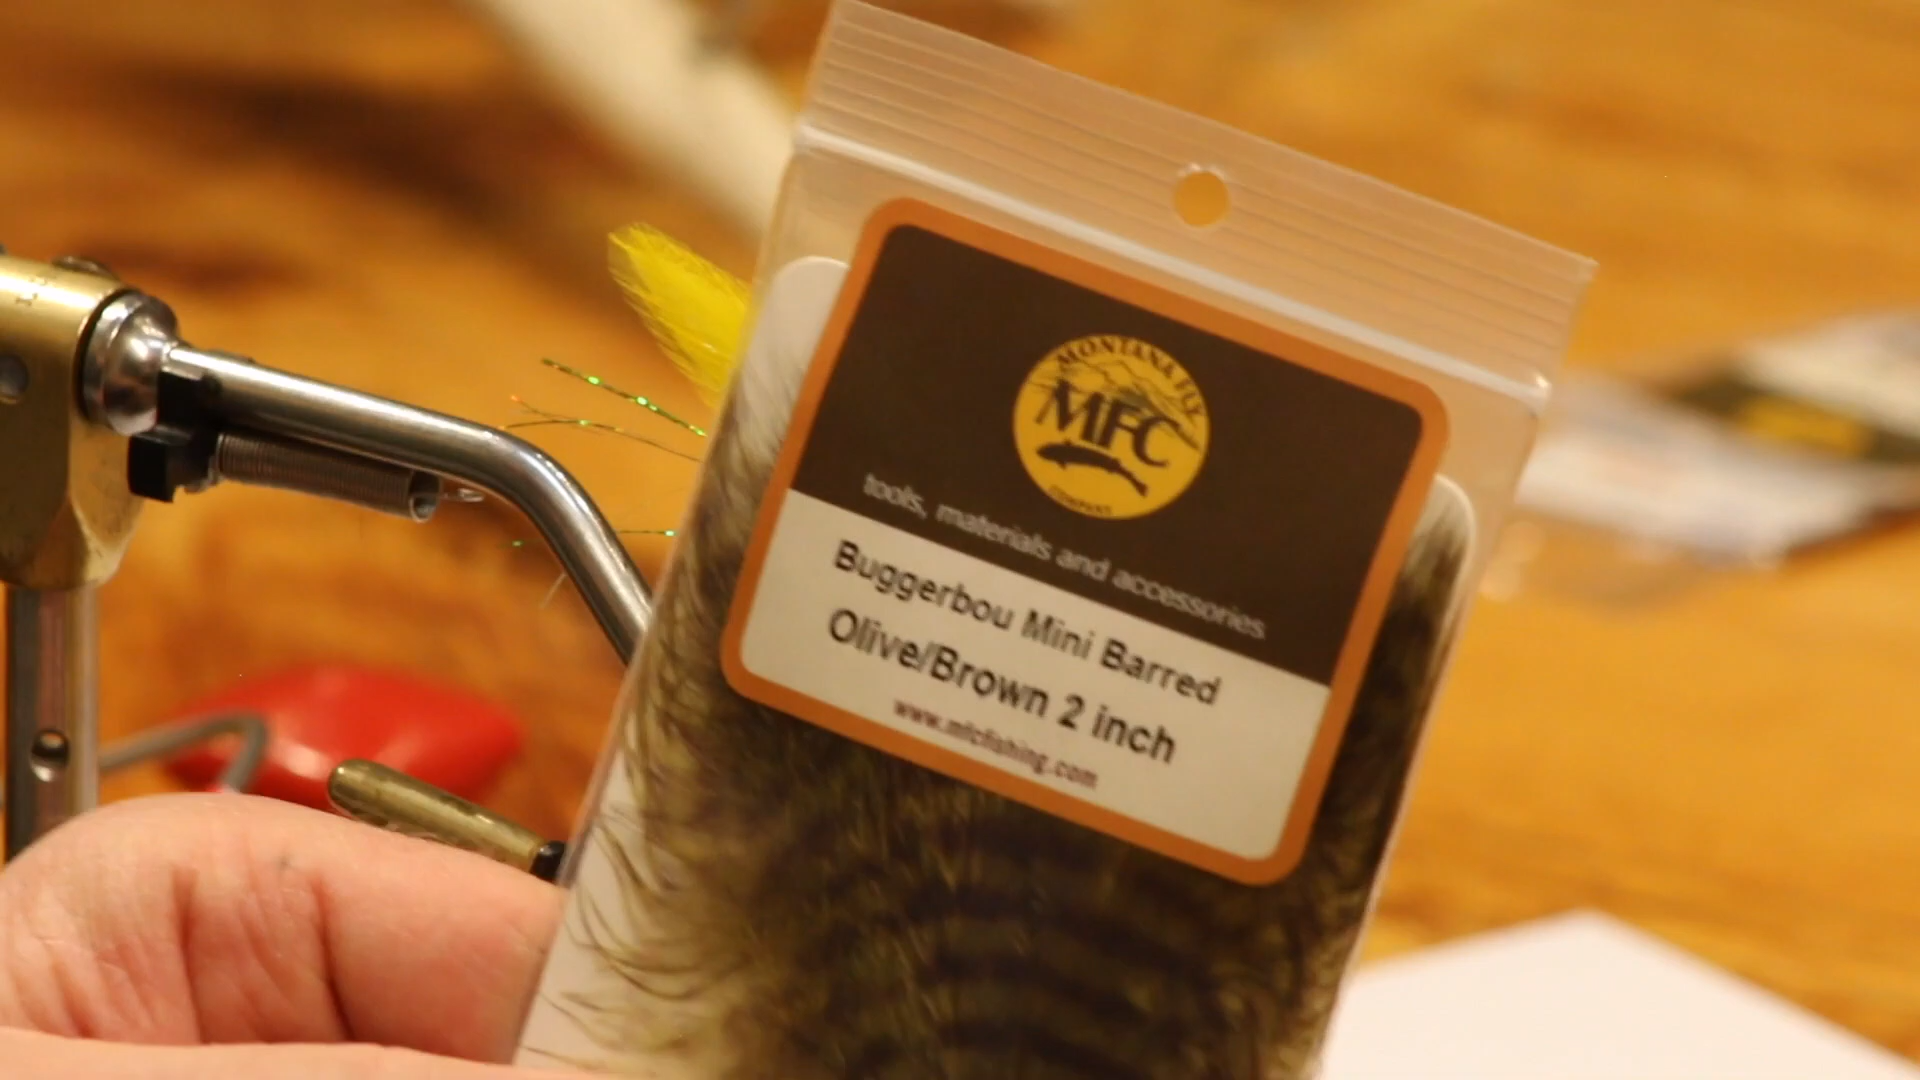 MONTANA FLY
MFC
COMPANY
tools, materials and accessories
Buggerbou Mini Barred
Olive/Brown 2 inch
www.mfcfishing.com